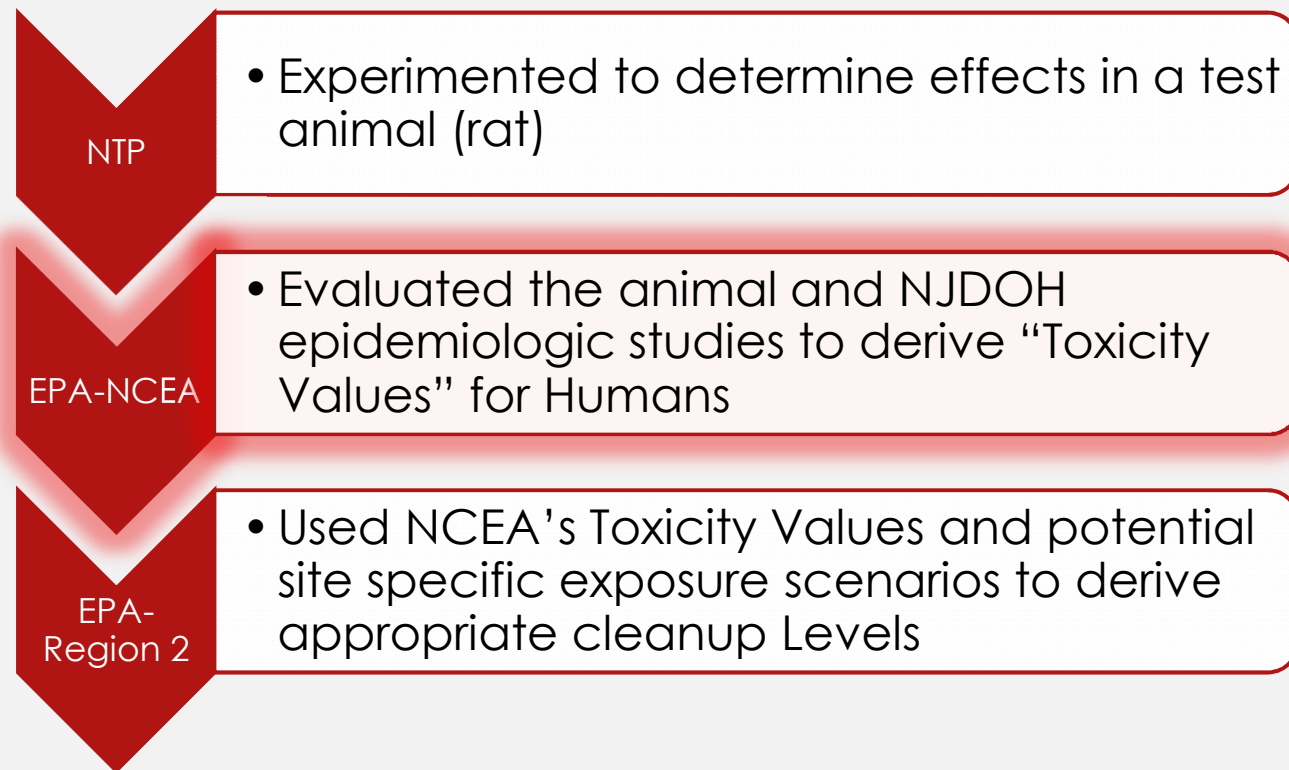 NTP
• Experimented to determine effects in a test
animal (rat)
EPA-NCEA
• Evaluated the animal and NJDOH
epidemiologic studies to derive “Toxicity
Values” for Humans
EPA-
Region 2
• Used NCEA’s Toxicity Values and potential
site specific exposure scenarios to derive
appropriate cleanup Levels